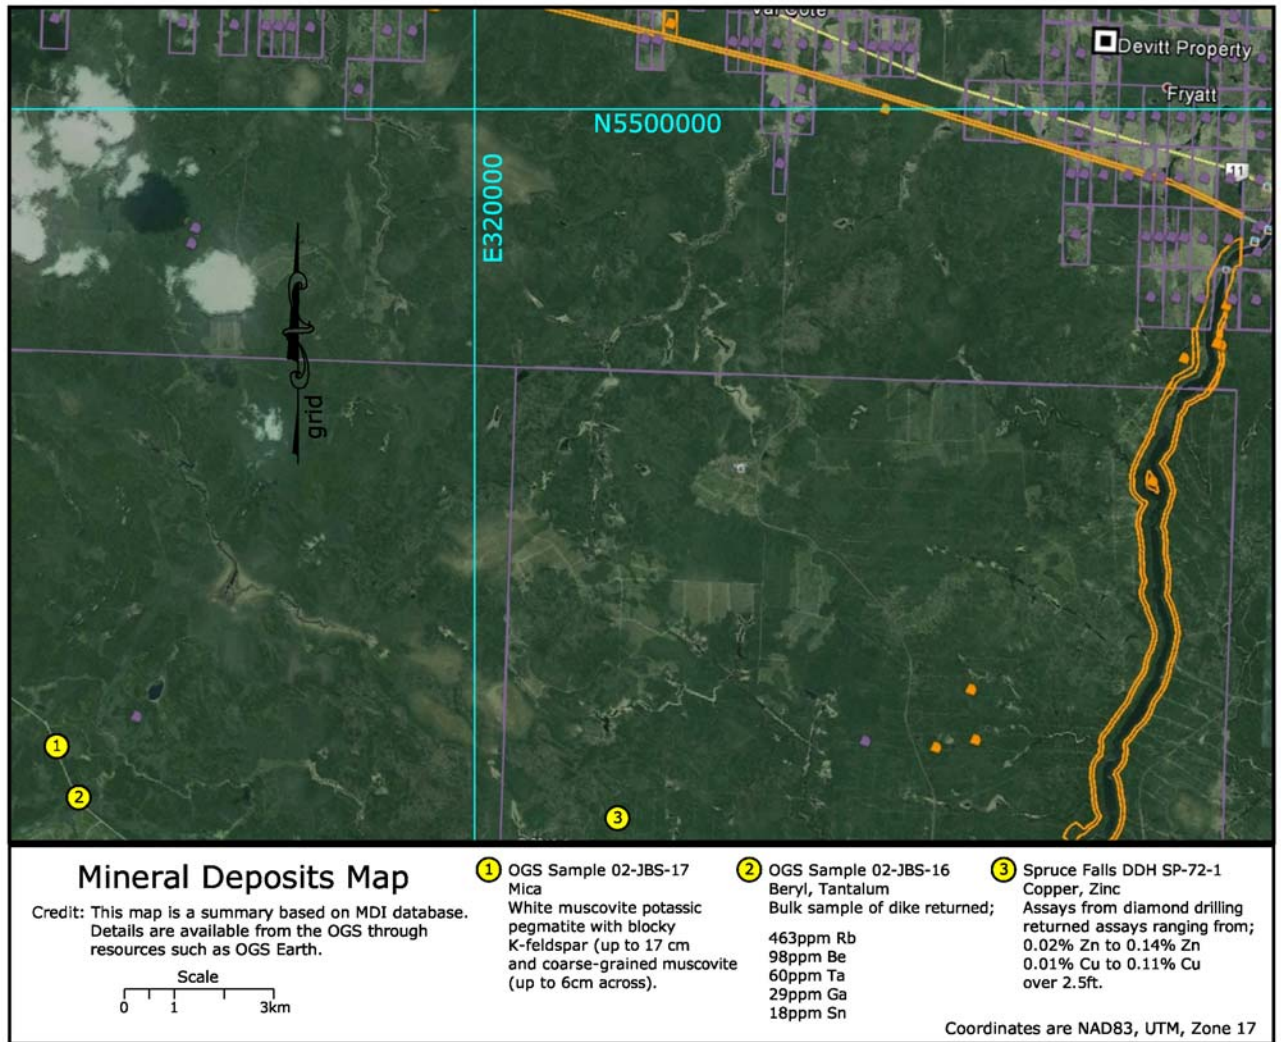 Val Cote
Devitt Property
Fryatt
N5500000
11
E320000
grid
1
2
3
Mineral Deposits Map
Credit: This map is a summary based on MDI database.
Details are available from the OGS through
resources such as OGS Earth.
Scale
0 1 3km
1 OGS Sample 02-JBS-17
Mica
White muscovite potassic
pegmatite with blocky
K-feldspar (up to 17 cm
and coarse-grained muscovite
(up to 6cm across).
2 OGS Sample 02-JBS-16
Beryl, Tantalum
Bulk sample of dike returned;
463ppm Rb
98ppm Be
60ppm Ta
29ppm Ga
18ppm Sn
3 Spruce Falls DDH SP-72-1
Copper, Zinc
Assays from diamond drilling
returned assays ranging from;
0.02% Zn to 0.14% Zn
0.01% Cu to 0.11% Cu
over 2.5ft.
Coordinates are NAD83, UTM, Zone 17